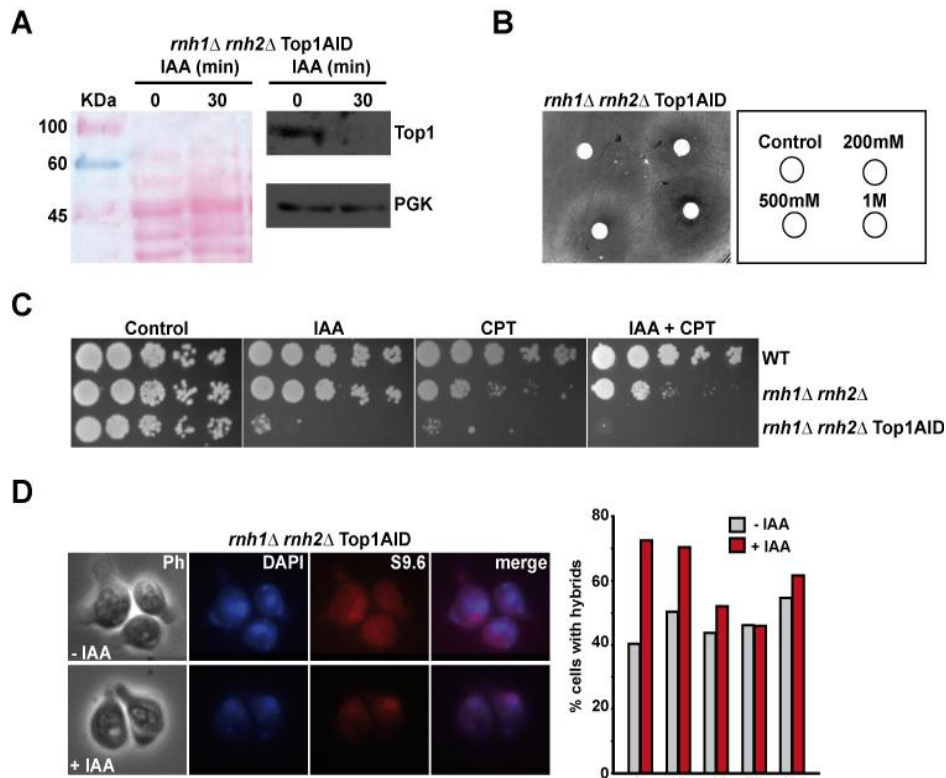 A
rnh1Δ rnh2Δ Top1AID
IAA (min) IAA (min)
KDa 0 30 0 30
100
60
45
Top1
PGK
B
rnh1Δ rnh2Δ Top1AID
Control 200mM
500mM 1M
C
Control IAA CPT IAA + CPT
WT
rnh1Δ rnh2Δ
rnh1Δ rnh2Δ Top1AID
D
rnh1Δ rnh2Δ Top1AID
Ph DAPI S9.6 merge
- IAA
+ IAA
% cells with hybrids
80
60
40
20
0
- IAA
+ IAA